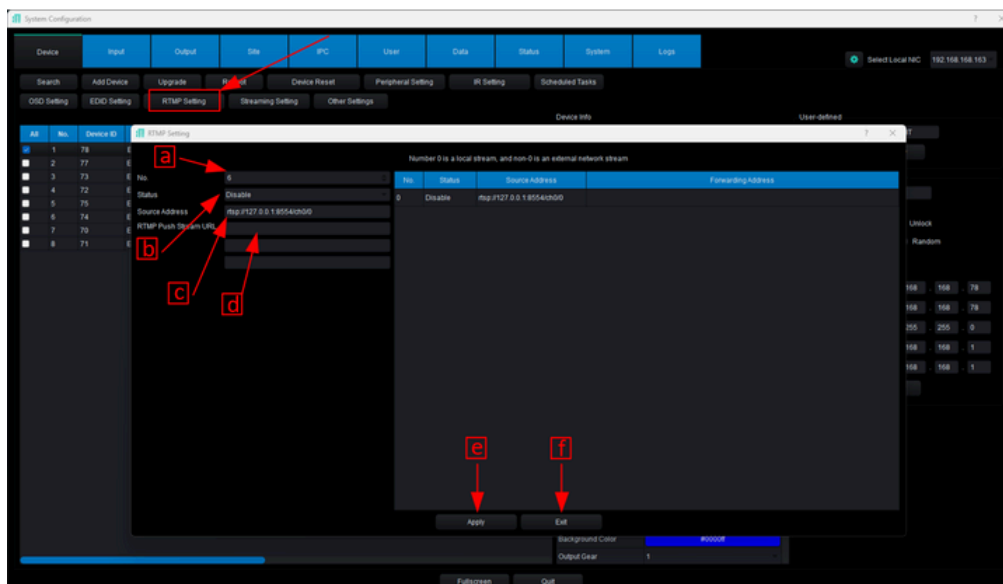 System Configuration
Device Input Output Site IPC User Data Status System Logs
Select Local NIC 192.168.168.163
Search Add Device Upgrade Device Reset Peripheral Setting IR Setting Scheduled Tasks
OSD Setting EDID Setting RTMP Setting Streaming Setting Other Settings
Device Info User-defined
All No. Device ID RTMP Setting
a
Number 0 is a local stream, and non-0 is an external network stream
No. 6
No. Status Source Address Forwarding Address
Status Disable
0 Disable rtsp://127.0.0.1:8554/ch0/0
Source Address rtsp://127.0.0.1:8554/ch0/0
RTMP Push Stream URL
b
c
d
1 78
2 77
3 73
4 72
5 75
6 74
7 70
8 71
Unlock
Random
168 . 168 . 78
168 . 168 . 78
255 . 255 . 0
168 . 168 . 1
168 . 168 . 1
e
f
Apply Exit
Background Color #0000ff
Output Gear 1
Fullscreen Quit